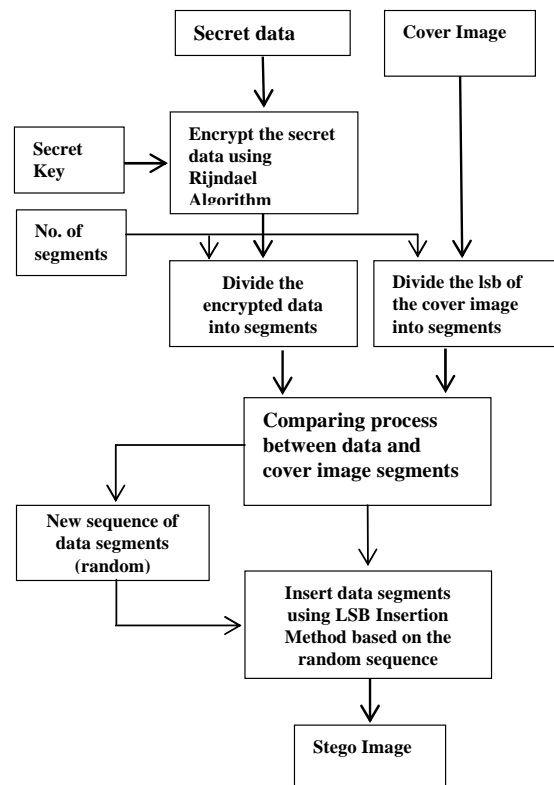 Secret data
Cover Image
Encrypt the secret
data using
Rijndael
Algorithm
Secret
Key
No. of
segments
Divide the
encrypted data
into segments
Divide the lsb of
the cover image
into segments
Comparing process
between data and
cover image segments
New sequence of
data segments
(random)
Insert data segments
using LSB Insertion
Method based on the
random sequence
Stego Image